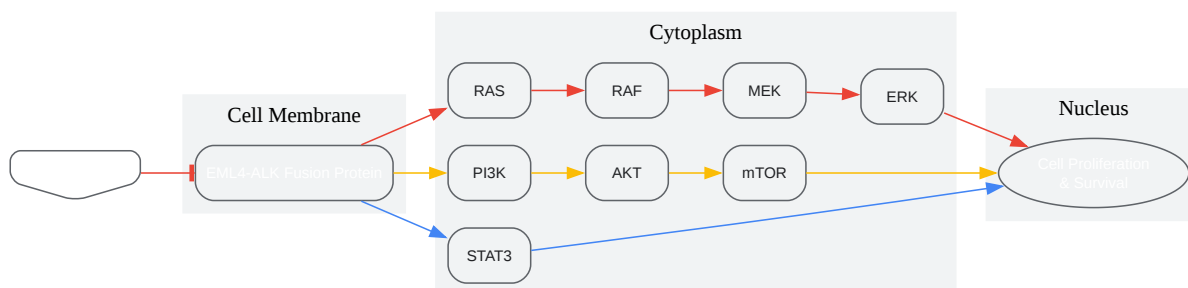 Cytoplasm
Cell Membrane
Nucleus
RAS
RAF
MEK
ERK
EML4-ALK Fusion Protein
PI3K
AKT
mTOR
Cell Proliferation
& Survival
STAT3